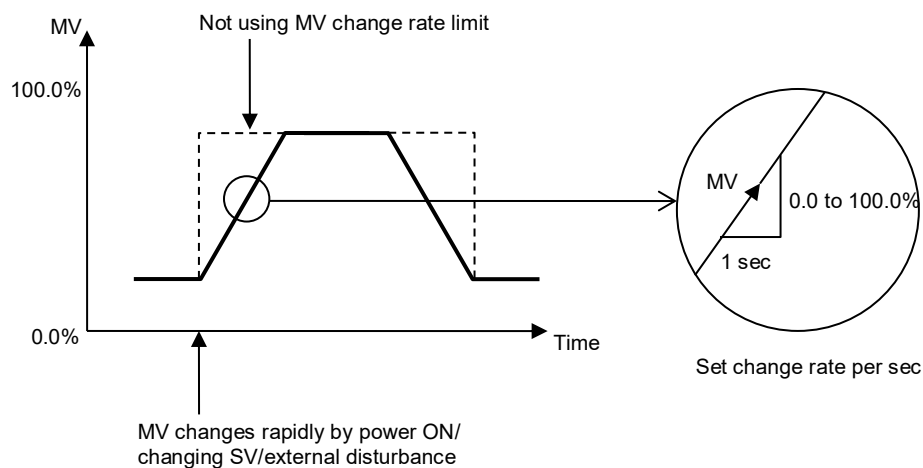 Not using MV change rate limit
MV
100.0%
MV
0.0 to 100.0%
1 sec
0.0%
Time
Set change rate per sec
MV changes rapidly by power ON/
changing SV/external disturbance